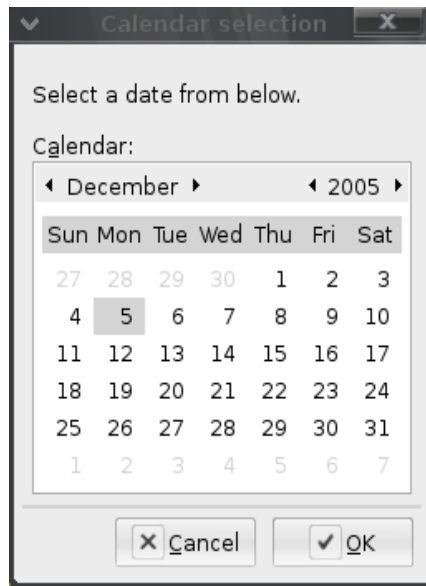 Calendar selection
Select a date from below.
Calendar:
December 2005
Sun Mon Tue Wed Thu Fri Sat
27 28 29 30 1 2 3
4 5 6 7 8 9 10
11 12 13 14 15 16 17
18 19 20 21 22 23 24
25 26 27 28 29 30 31
1 2 3 4 5 6 7
Cancel OK